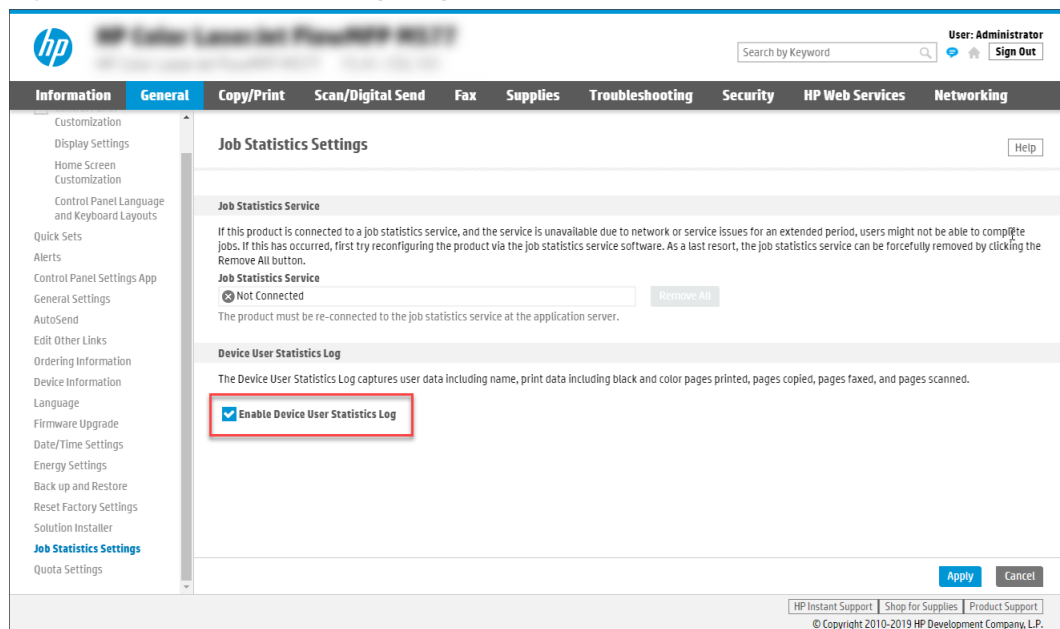 hp
User: Administrator
Search by Keyword
Sign Out
Information General Copy/Print Scan/Digital Send Fax Supplies Troubleshooting Security HP Web Services Networking
Customization
Display Settings
Home Screen
Customization
Control Panel Language
and Keyboard Layouts
Quick Sets
Alerts
Control Panel Settings App
General Settings
AutoSend
Edit Other Links
Ordering Information
Device Information
Language
Firmware Upgrade
Date/Time Settings
Energy Settings
Back up and Restore
Reset Factory Settings
Solution Installer
Job Statistics Settings
Quota Settings
Job Statistics Settings
Help
Job Statistics Service
If this product is connected to a job statistics service, and the service is unavailable due to network or service issues for an extended period, users might not be able to complete
jobs. If this has occurred, first try reconfiguring the product via the job statistics service software. As a last resort, the job statistics service can be forcefully removed by clicking the
Remove All button.
Job Statistics Service
Not Connected
Remove All
The product must be re-connected to the job statistics service at the application server.
Device User Statistics Log
The Device User Statistics Log captures user data including name, print data including black and color pages printed, pages copied, pages faxed, and pages scanned.
Enable Device User Statistics Log
Apply Cancel
HP Instant Support Shop for Supplies Product Support
© Copyright 2010-2019 HP Development Company, L.P.